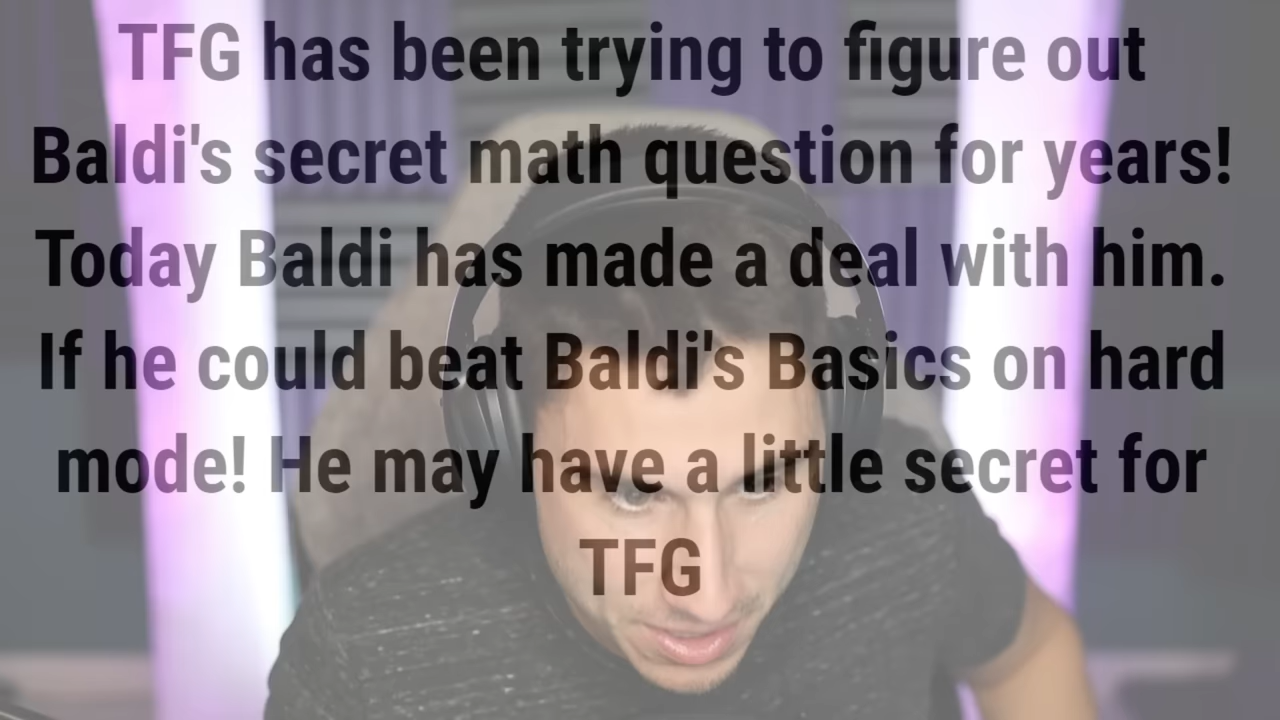 TFG has been trying to figure out
Baldi's secret math question for years!
Today Baldi has made a deal with him.
If he could beat Baldi's Basics on hard
mode! He may have a little secret for
TFG